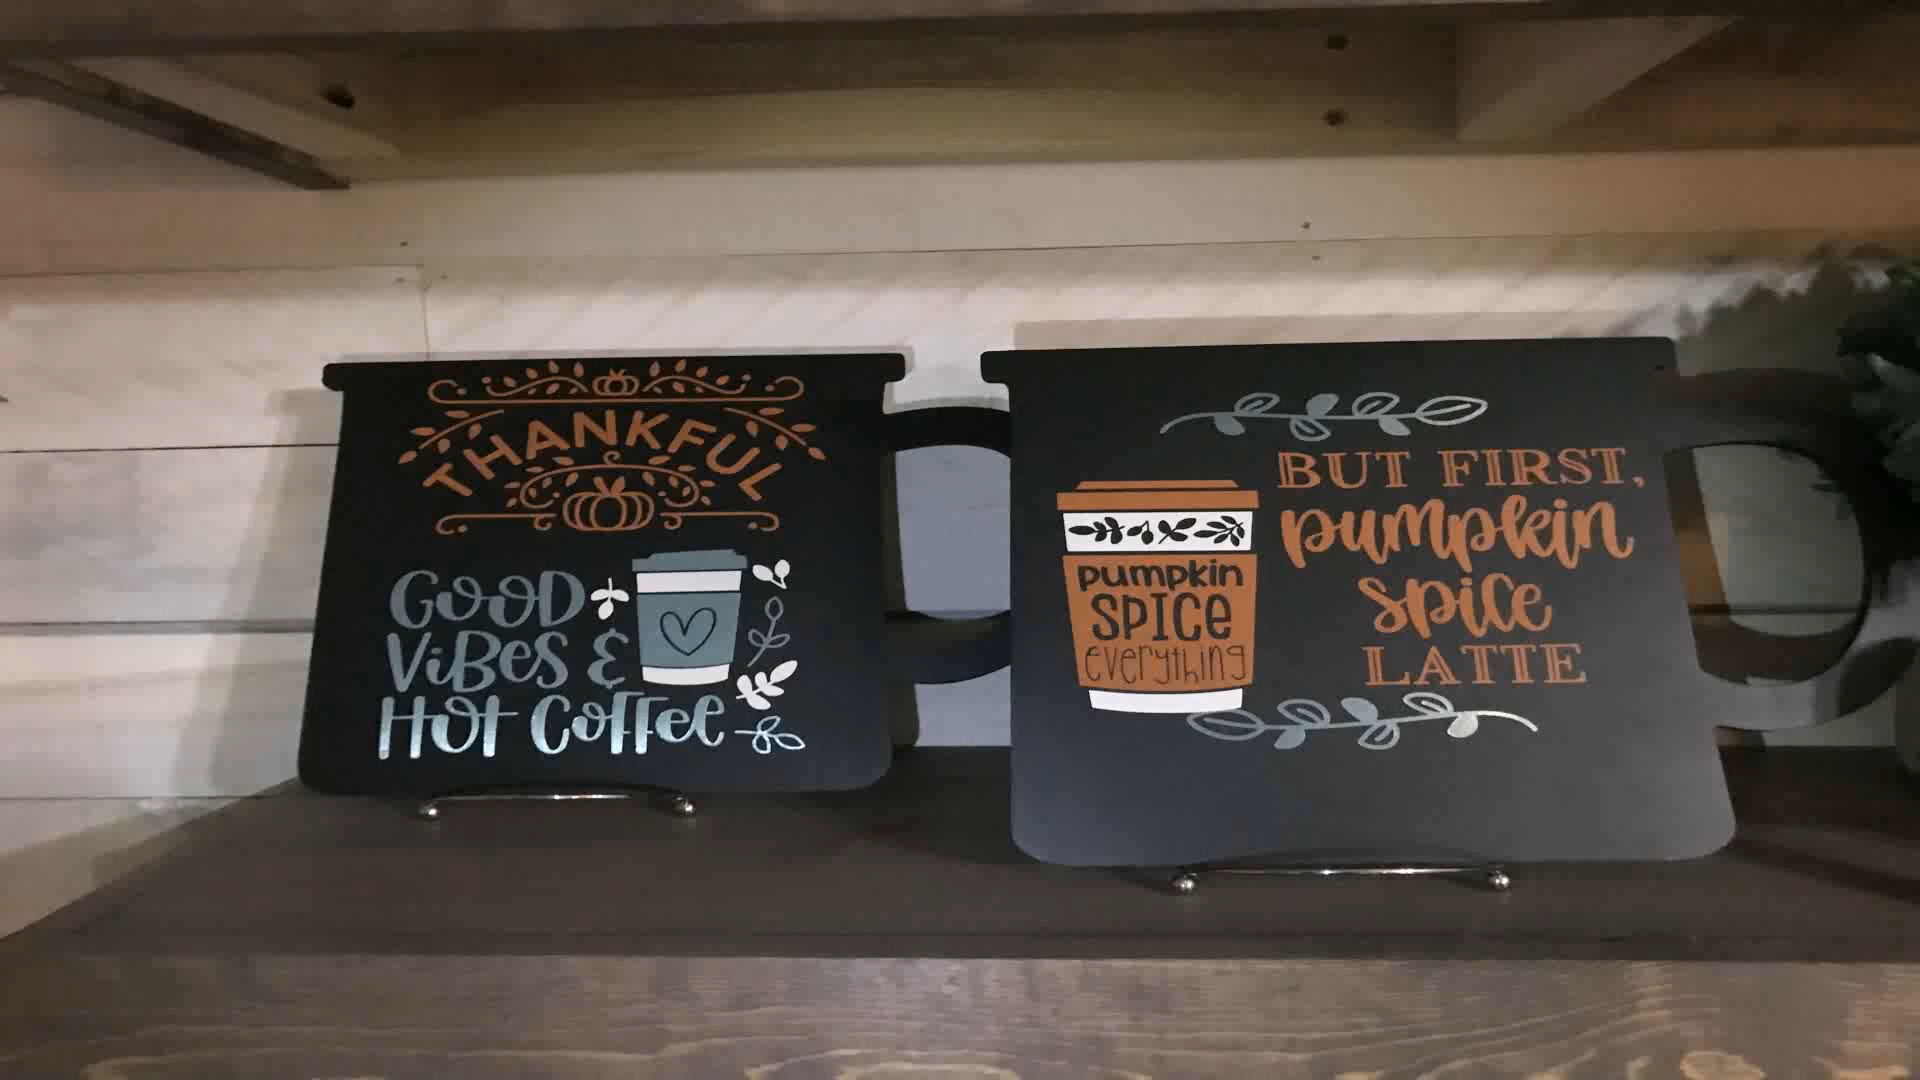 THANKFUL
GOOD
ViBes &
Hot Coffee
BUT FIRST,
pumpkin
spice
LATTE
pumpkin
SPICE
everything